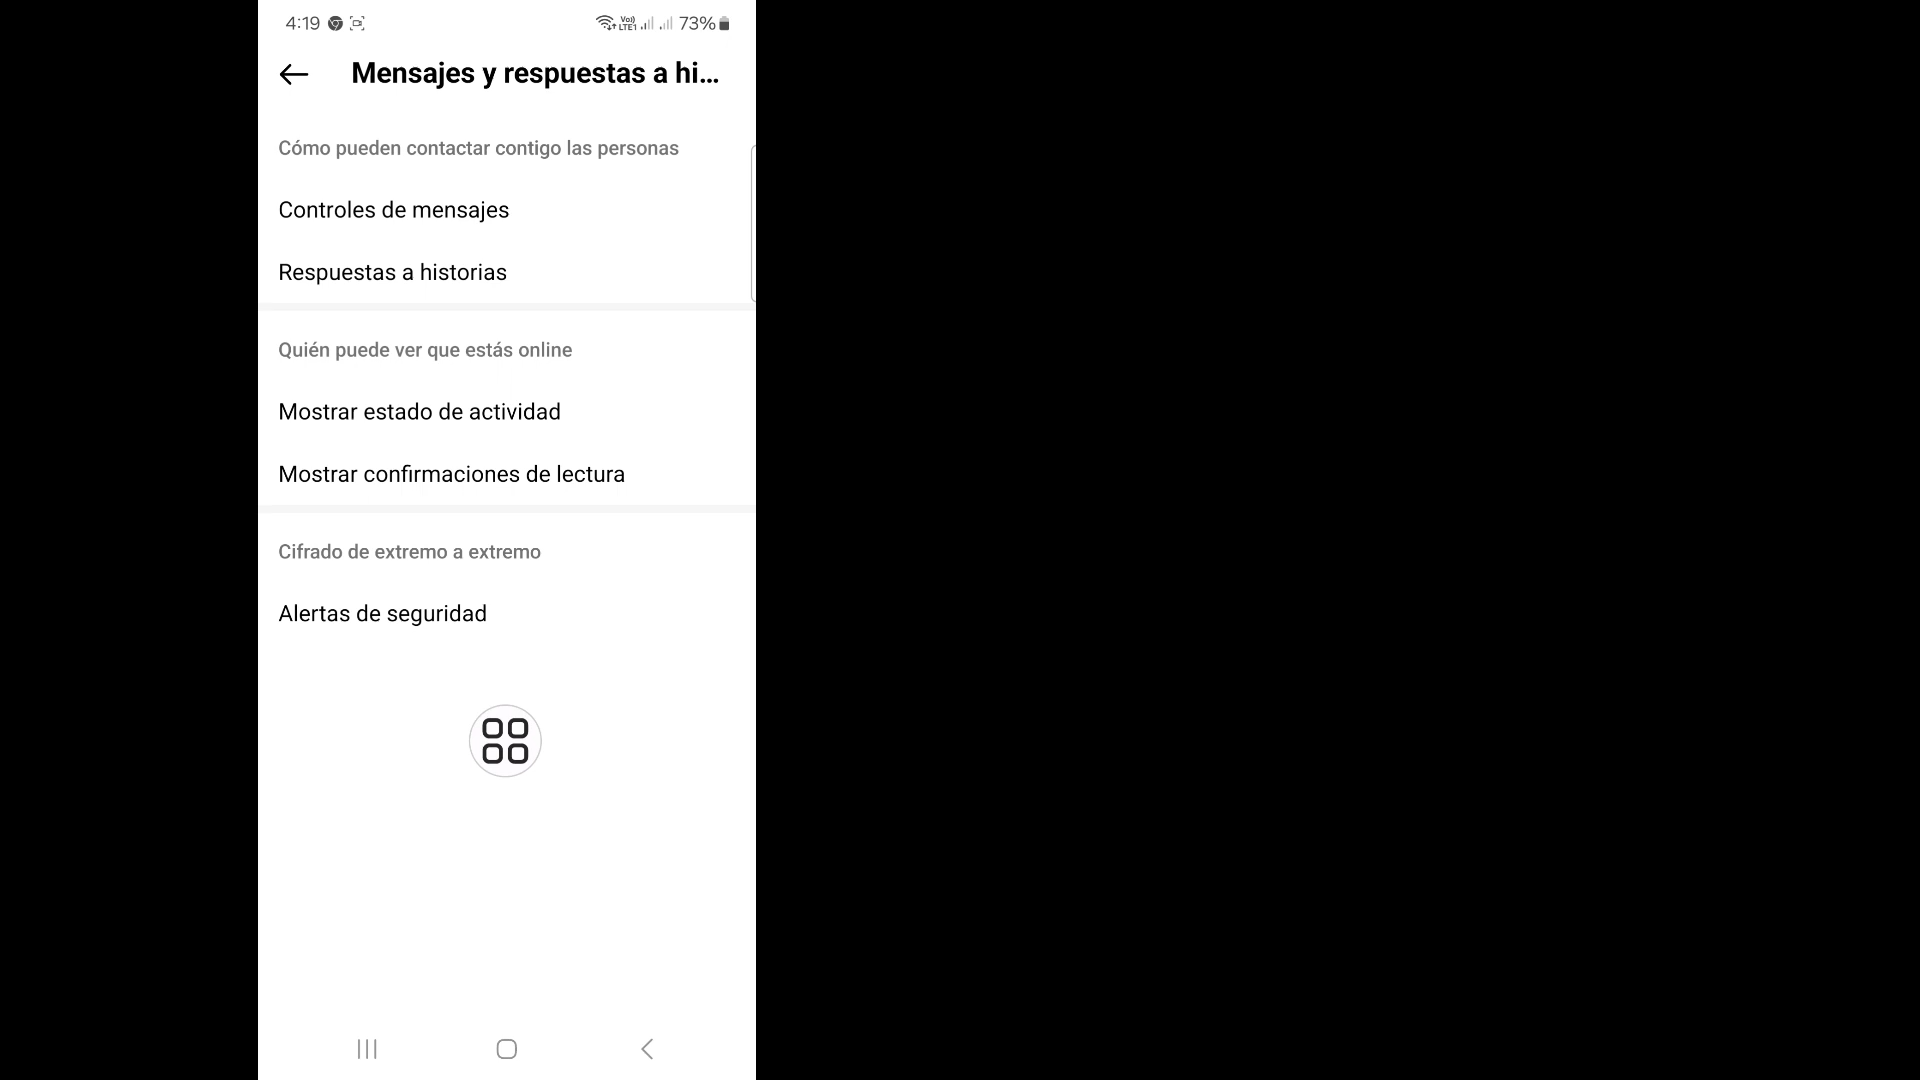 4:19 73%
Mensajes y respuestas a hi...
Cómo pueden contactar contigo las personas
Controles de mensajes
Respuestas a historias
Quién puede ver que estás online
Mostrar estado de actividad
Mostrar confirmaciones de lectura
Cifrado de extremo a extremo
Alertas de seguridad